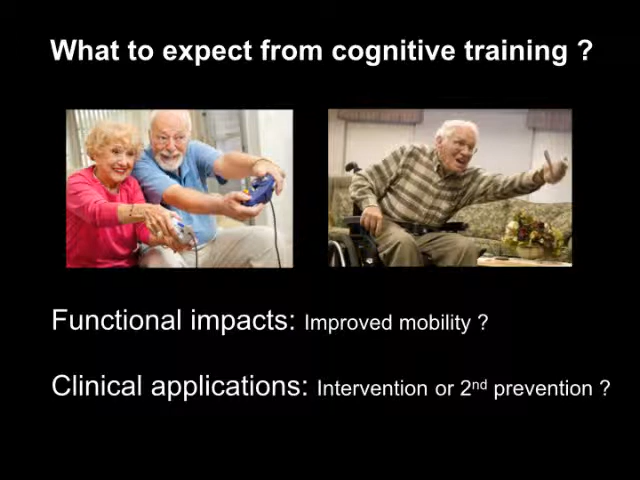 What to expect from cognitive training ?
Functional impacts: Improved mobility ?
Clinical applications: Intervention or 2nd prevention ?